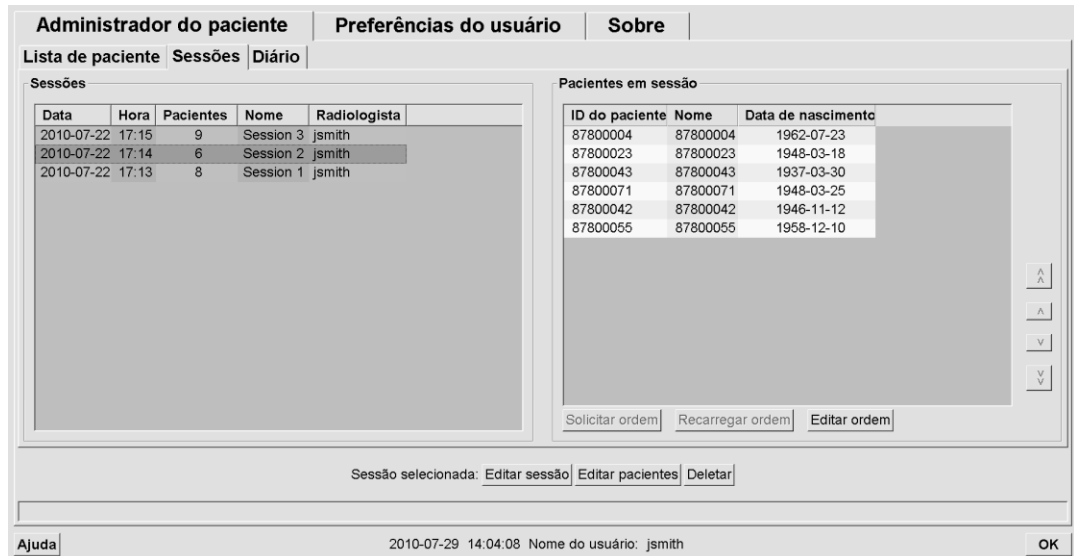 Administrador do paciente Preferências do usuário Sobre
Lista de paciente Sessões Diário
Sessões
Data Hora Pacientes Nome Radiologista
2010-07-22 17:15 9 Session 3 jsmith
2010-07-22 17:14 6 Session 2 jsmith
2010-07-22 17:13 8 Session 1 jsmith
Pacientes em sessão
ID do paciente Nome Data de nascimento
87800004 87800004 1962-07-23
87800023 87800023 1948-03-18
87800043 87800043 1937-03-30
87800071 87800071 1948-03-25
87800042 87800042 1946-11-12
87800055 87800055 1958-12-10
Solicitar ordem Recarregar ordem Editar ordem
Sessão selecionada: Editar sessão Editar pacientes Deletar
Ajuda 2010-07-29 14:04:08 Nome do usuário: jsmith OK